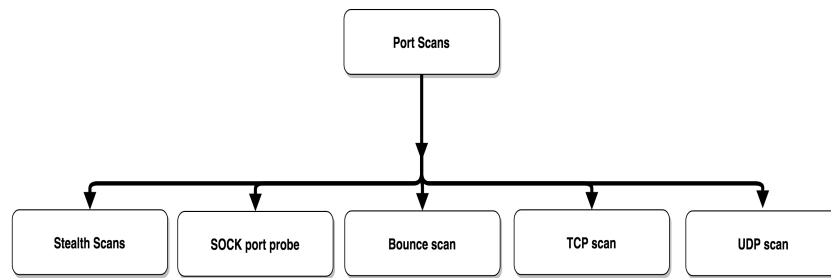 Port Scans
Stealth Scans
SOCK port probe
Bounce scan
TCP scan
UDP scan